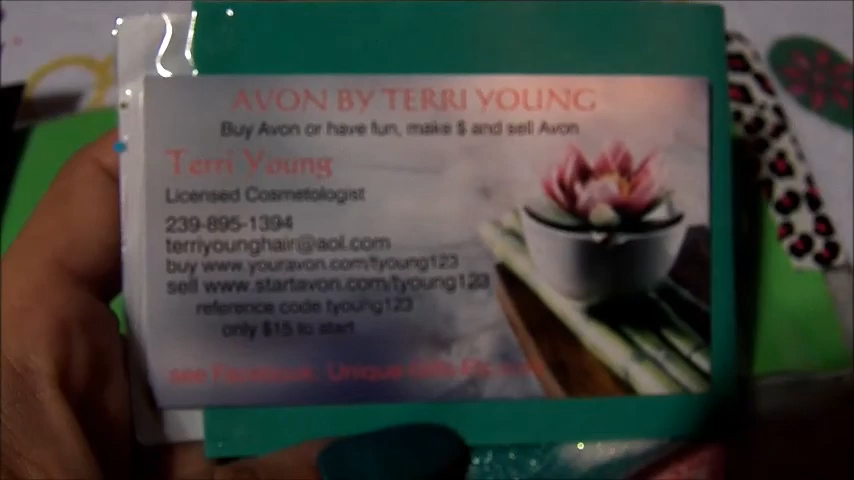 AVON BY TERRI YOUNG
Buy Avon or have fun, make $ and sell Avon
Terri Young
Licensed Cosmetologist
239-895-1394
terriyounghair@aol.com
buy www.youravon.com/tyoung123
sell www.startavon.com/tyoung123
reference code tyoung123
only $15 to start
see Facebook. Unique Gifts